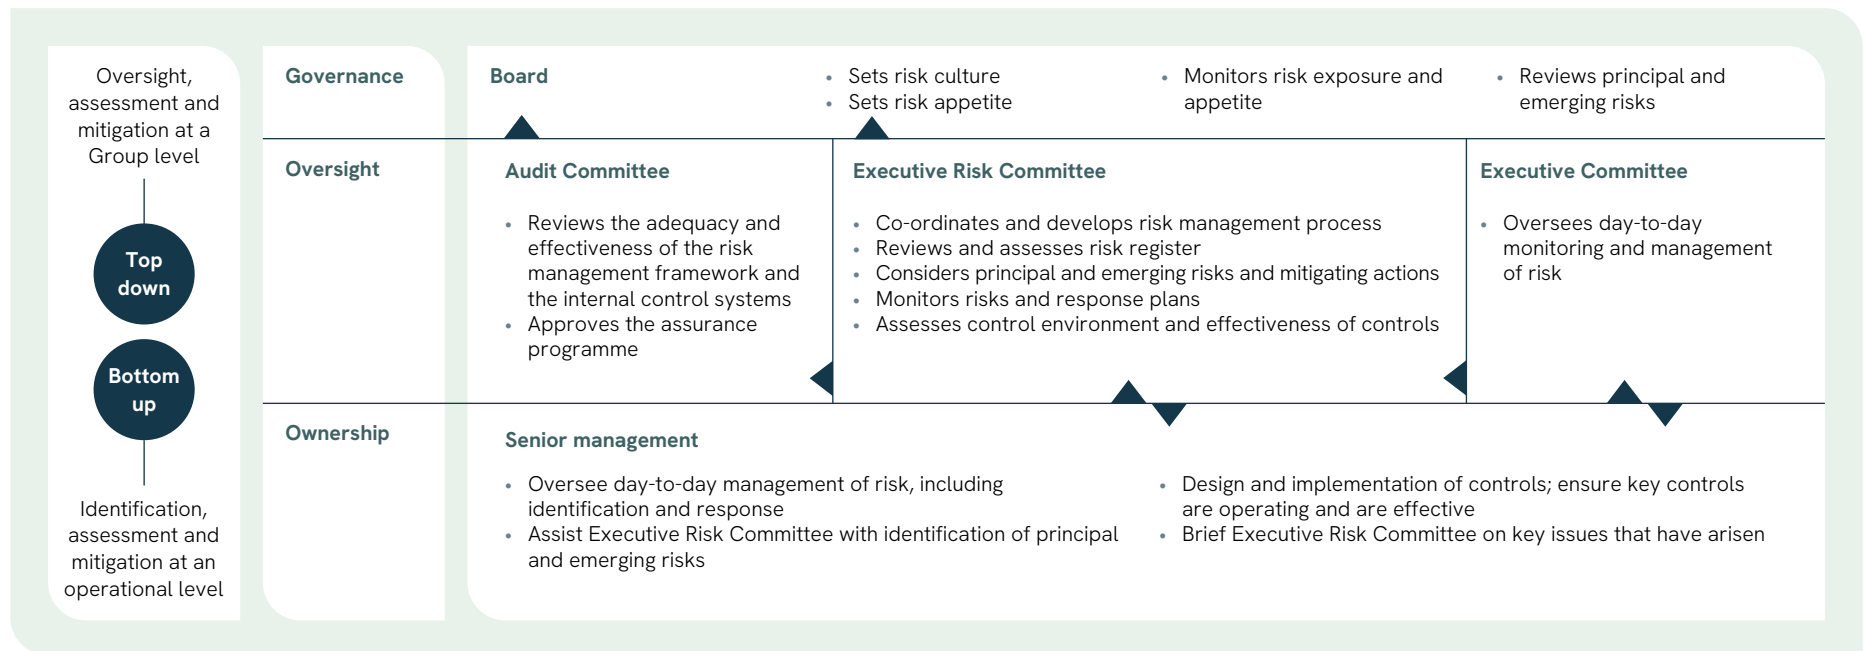 Oversight,
assessment and
mitigation at a
Group level
Top
down
Bottom
up
Identification,
assessment and
mitigation at an
operational level
Governance
Board
• Sets risk culture
• Sets risk appetite
• Monitors risk exposure and
appetite
• Reviews principal and
emerging risks
Oversight
Audit Committee
• Reviews the adequacy and
effectiveness of the risk
management framework and
the internal control systems
• Approves the assurance
programme
Executive Risk Committee
• Co-ordinates and develops risk management process
• Reviews and assesses risk register
• Considers principal and emerging risks and mitigating actions
• Monitors risks and response plans
• Assesses control environment and effectiveness of controls
Executive Committee
• Oversees day-to-day
monitoring and management
of risk
Ownership
Senior management
• Oversee day-to-day management of risk, including
identification and response
• Assist Executive Risk Committee with identification of principal
and emerging risks
• Design and implementation of controls; ensure key controls
are operating and are effective
• Brief Executive Risk Committee on key issues that have arisen